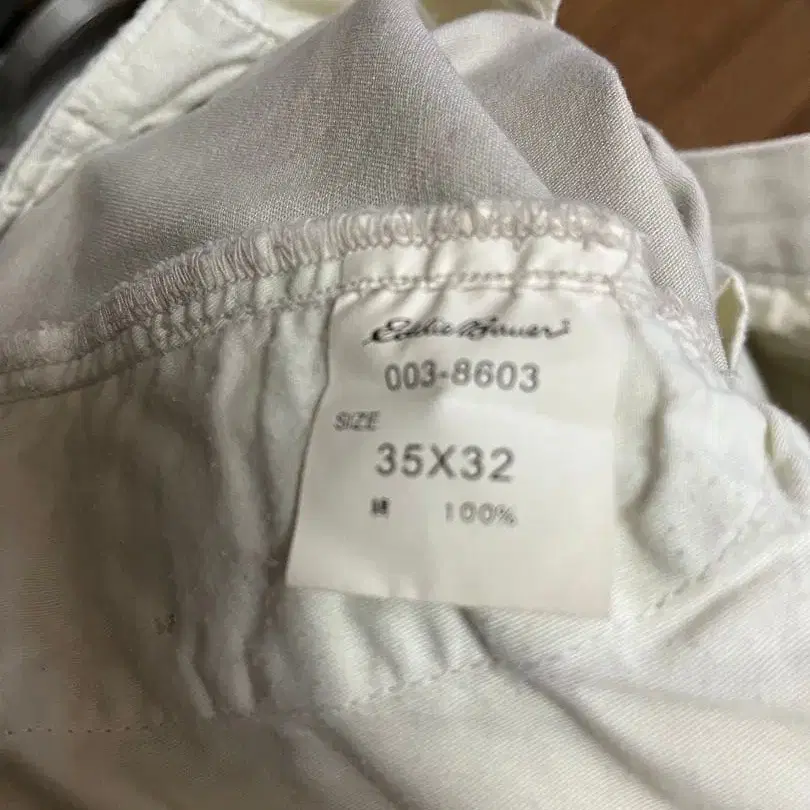 Eddie Bauer
003-8603
SIZE
35X32
綿 100%